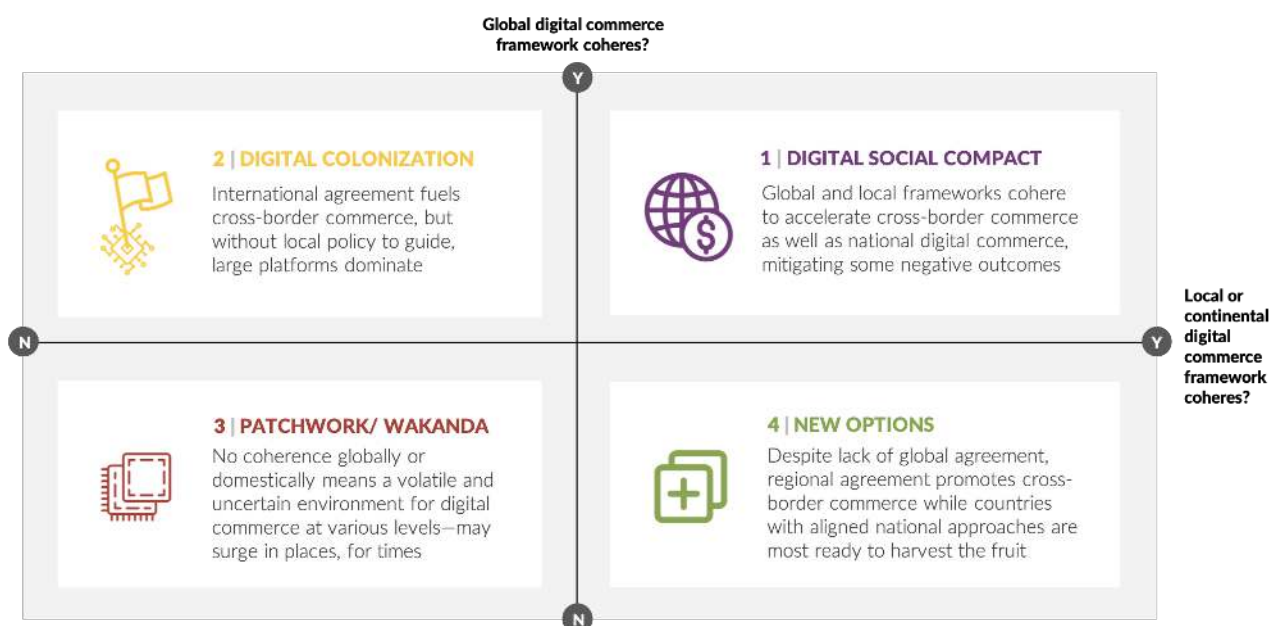 Global digital commerce
framework coheres?
Y
2 | DIGITAL COLONIZATION
International agreement fuels
cross-border commerce, but
without local policy to guide,
large platforms dominate
1 | DIGITAL SOCIAL COMPACT
Global and local frameworks cohere
to accelerate cross-border commerce
as well as national digital commerce,
mitigating some negative outcomes
$
N
Y
Local or
continental
digital
commerce
framework
coheres?
3 | PATCHWORK/ WAKANDA
No coherence globally or
domestically means a volatile and
uncertain environment for digital
commerce at various levels—may
surge in places, for times
4 | NEW OPTIONS
Despite lack of global agreement,
regional agreement promotes cross-
border commerce while countries
with aligned national approaches are
most ready to harvest the fruit
N